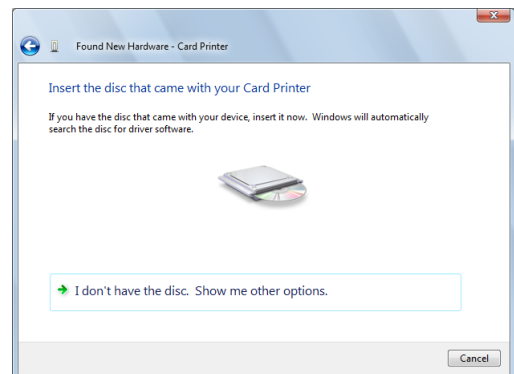 Found New Hardware - Card Printer
Insert the disc that came with your Card Printer
If you have the disc that came with your device, insert it now.  Windows will automatically
search the disc for driver software.
I don't have the disc.  Show me other options.
Cancel